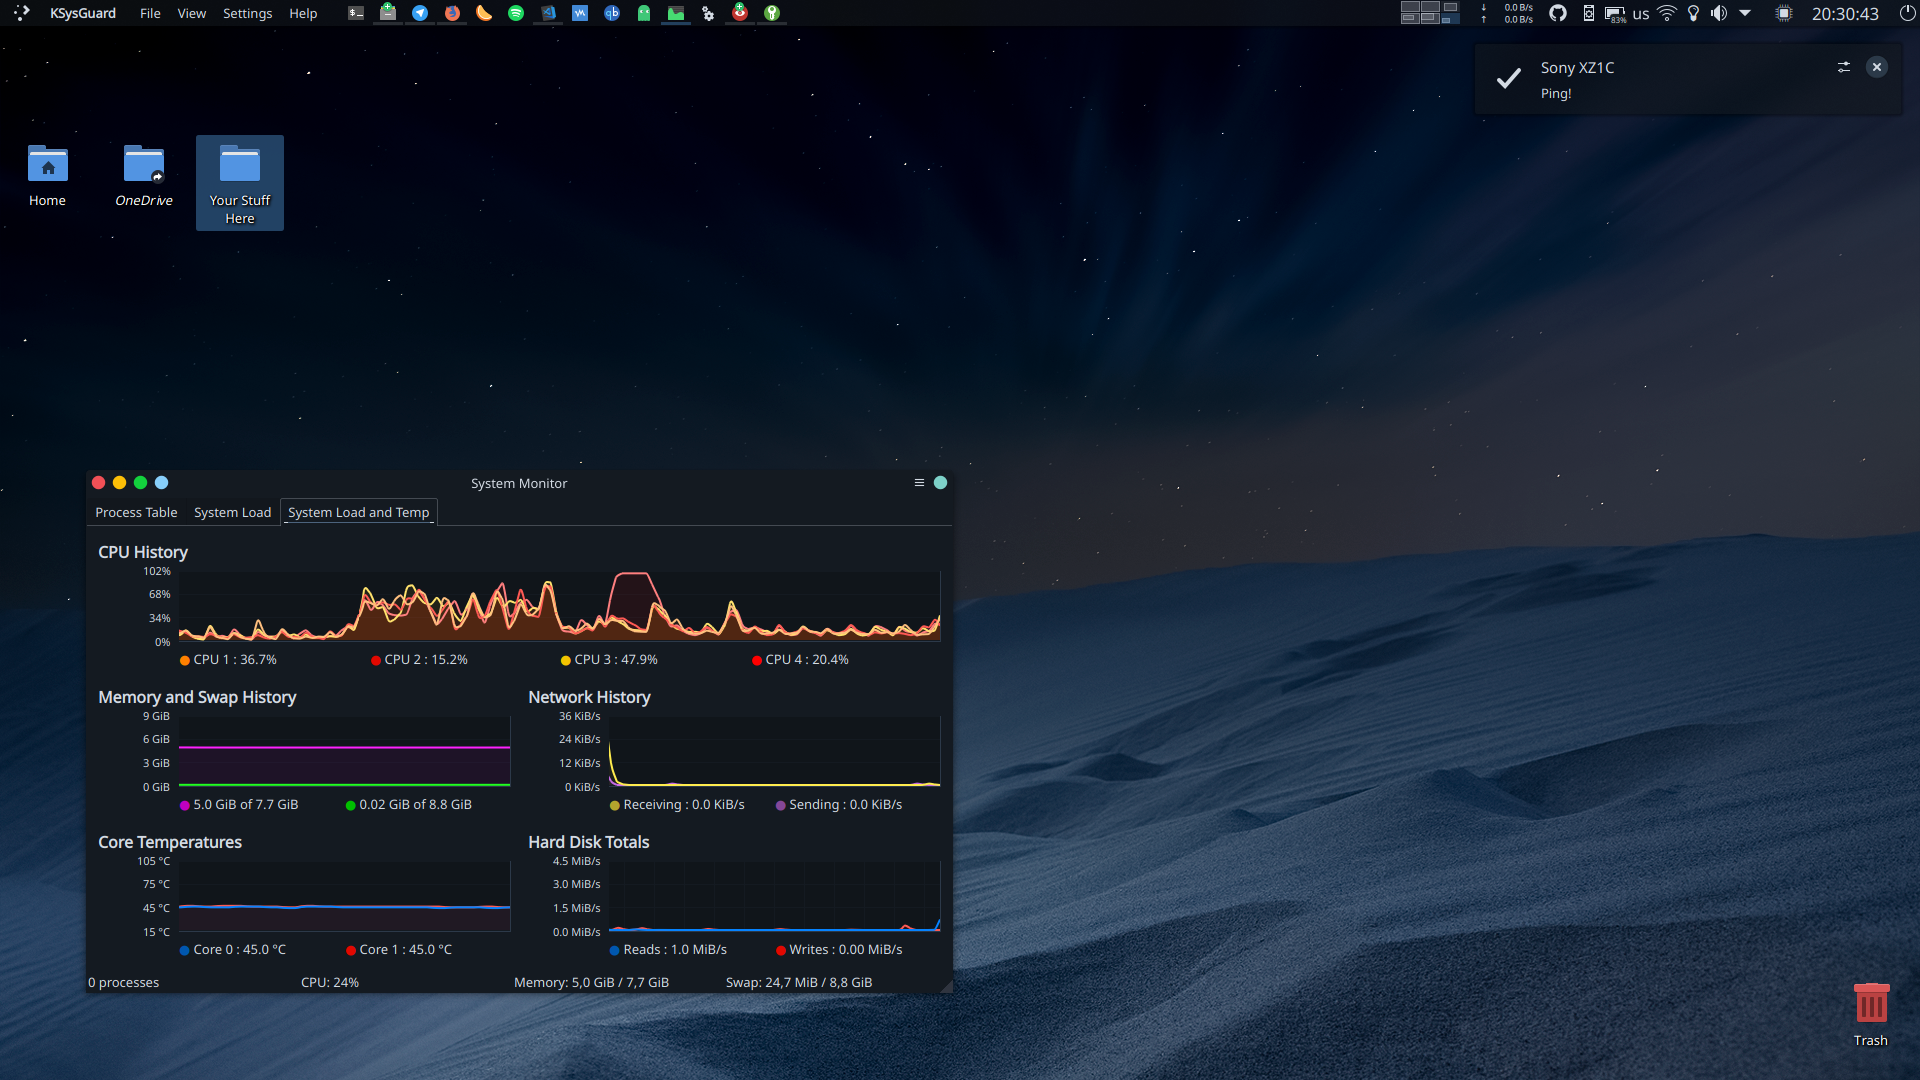 KSysGuard File View Settings Help
0.0 B/s
0.0 B/s
83%
us
20:30:43
Sony XZ1C
Ping!
Home
OneDrive
Your Stuff
Here
System Monitor
Process Table System Load System Load and Temp
CPU History
102%
68%
34%
0%
CPU 1 : 36.7% CPU 2 : 15.2% CPU 3 : 47.9% CPU 4 : 20.4%
Memory and Swap History
9 GiB
6 GiB
3 GiB
0 GiB
5.0 GiB of 7.7 GiB 0.02 GiB of 8.8 GiB
Network History
36 KiB/s
24 KiB/s
12 KiB/s
0 KiB/s
Receiving : 0.0 KiB/s Sending : 0.0 KiB/s
Core Temperatures
105 °C
75 °C
45 °C
15 °C
Core 0 : 45.0 °C Core 1 : 45.0 °C
Hard Disk Totals
4.5 MiB/s
3.0 MiB/s
1.5 MiB/s
0.0 MiB/s
Reads : 1.0 MiB/s Writes : 0.00 MiB/s
0 processes CPU: 24% Memory: 5,0 GiB / 7,7 GiB Swap: 24,7 MiB / 8,8 GiB
Trash